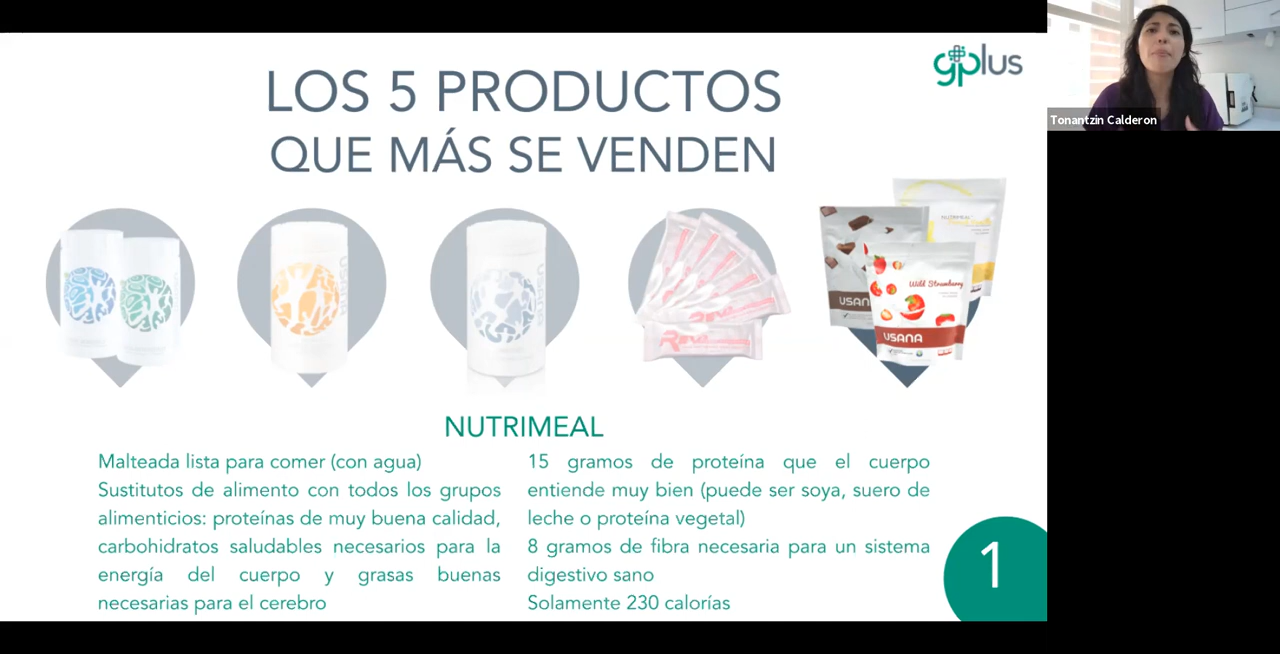 gplus
Tonantzin Calderon
LOS 5 PRODUCTOS
QUE MÁS SE VENDEN
USANA
NUTRIMEAL
Wild Strawberry
USANA
USANA
NUTRIMEAL
Malteada lista para comer (con agua)
Sustitutos de alimento con todos los grupos
alimenticios: proteínas de muy buena calidad,
carbohidratos saludables necesarios para la
energía del cuerpo y grasas buenas
necesarias para el cerebro
15 gramos de proteína que el cuerpo
entiende muy bien (puede ser soya, suero de
leche o proteína vegetal)
8 gramos de fibra necesaria para un sistema
digestivo sano
Solamente 230 calorías
1